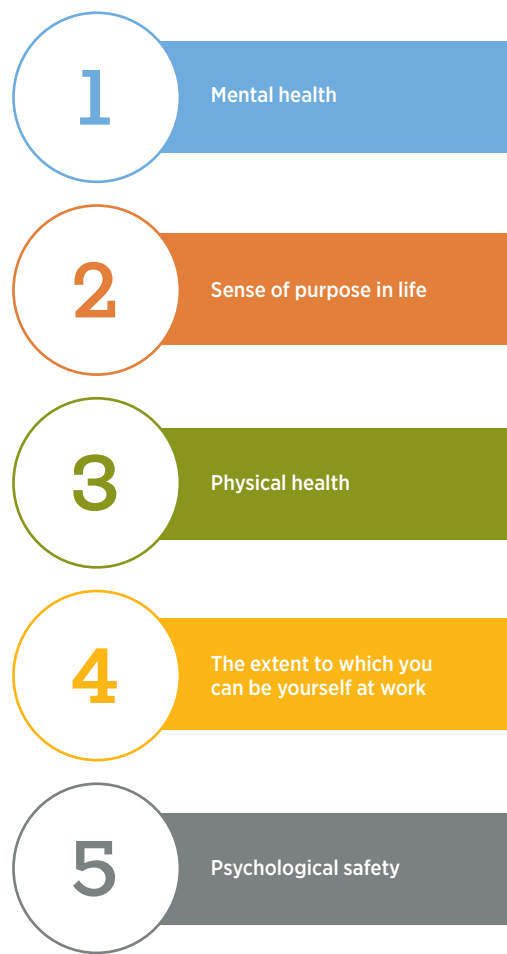 1
Mental health
2
Sense of purpose in life
3
Physical health
4
The extent to which you
can be yourself at work
5
Psychological safety